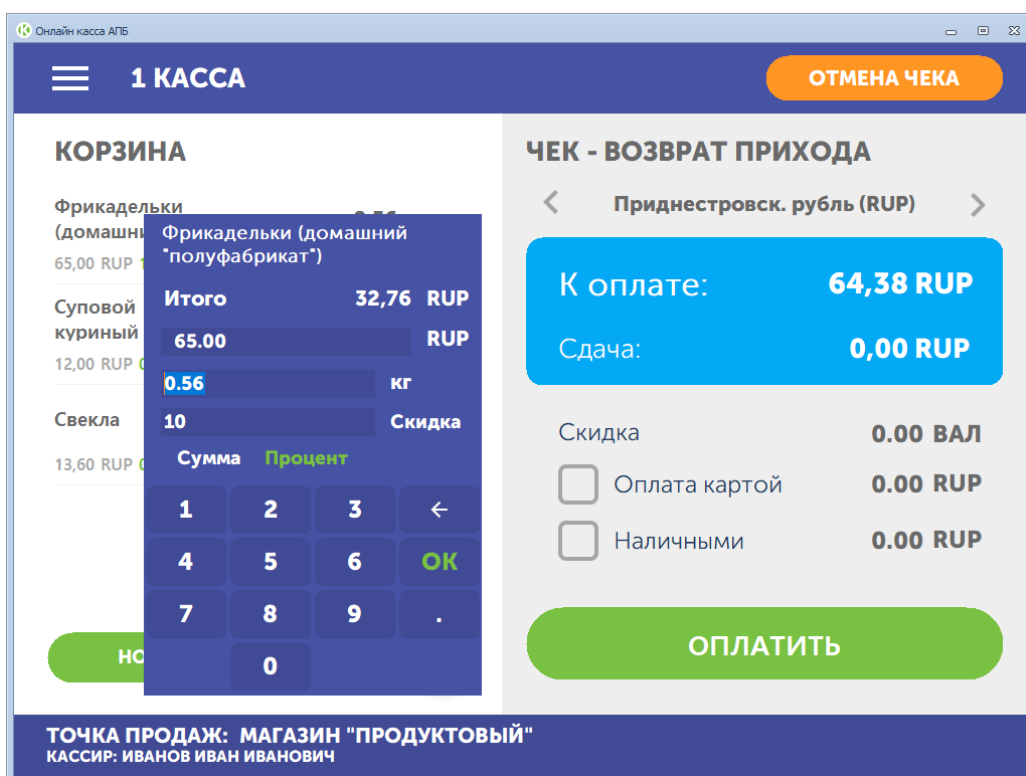 Онлайн касса АПБ
1 КАССА
ОТМЕНА ЧЕКА
КОРЗИНА
Фрикадельки
(домашни
65,00 RUP
Суповой
куриный
12,00 RUP
Свекла
13,60 RUP
Фрикадельки (домашний
"полуфабрикат")
Итого 32,76 RUP
65.00 RUP
0.56 кг
10 Скидка
Сумма Процент
1 2 3 ←
4 5 6 OK
7 8 9 .
0
НО
ЧЕК - ВОЗВРАТ ПРИХОДА
Приднестровск. рубль (RUP)
К оплате: 64,38 RUP
Сдача: 0,00 RUP
Скидка 0.00 ВАЛ
Оплата картой 0.00 RUP
Наличными 0.00 RUP
ОПЛАТИТЬ
ТОЧКА ПРОДАЖ: МАГАЗИН "ПРОДУКТОВЫЙ"
КАССИР: ИВАНОВ ИВАН ИВАНОВИЧ